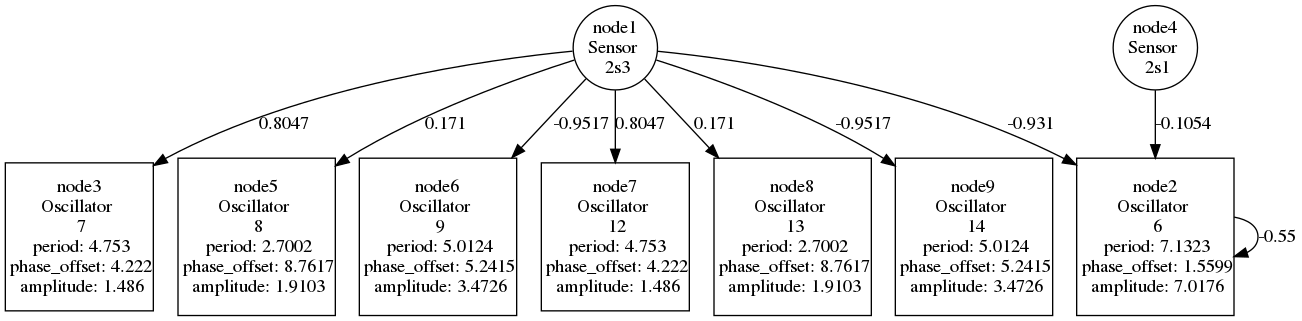 node1
Sensor
2s3
node4
Sensor
2s1
0.8047
0.171
-0.9517
0.8047
0.171
-0.9517
-0.931
-0.1054
node3
Oscillator
7
period: 4.753
phase_offset: 4.222
amplitude: 1.486
node5
Oscillator
8
period: 2.7002
phase_offset: 8.7617
amplitude: 1.9103
node6
Oscillator
9
period: 5.0124
phase_offset: 5.2415
amplitude: 3.4726
node7
Oscillator
12
period: 4.753
phase_offset: 4.222
amplitude: 1.486
node8
Oscillator
13
period: 2.7002
phase_offset: 8.7617
amplitude: 1.9103
node9
Oscillator
14
period: 5.0124
phase_offset: 5.2415
amplitude: 3.4726
node2
Oscillator
6
period: 7.1323
phase_offset: 1.5599
amplitude: 7.0176
-0.55